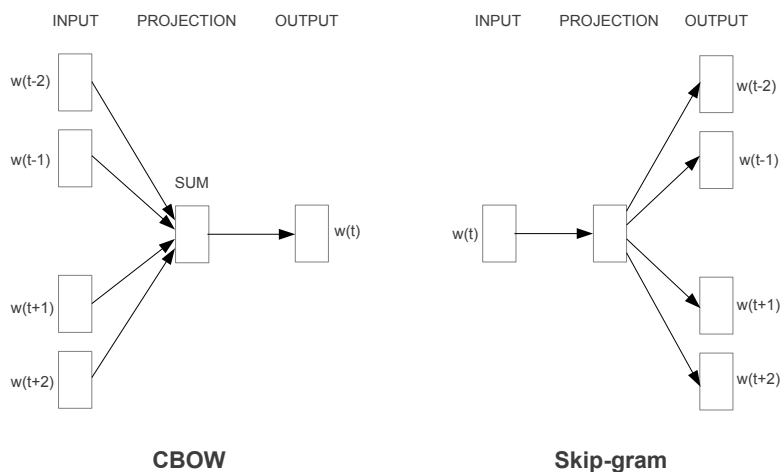 INPUT PROJECTION OUTPUT
w(t-2)
w(t-1)
SUM
w(t)
w(t+1)
w(t+2)
CBOW
INPUT PROJECTION OUTPUT
w(t-2)
w(t-1)
w(t)
w(t+1)
w(t+2)
Skip-gram